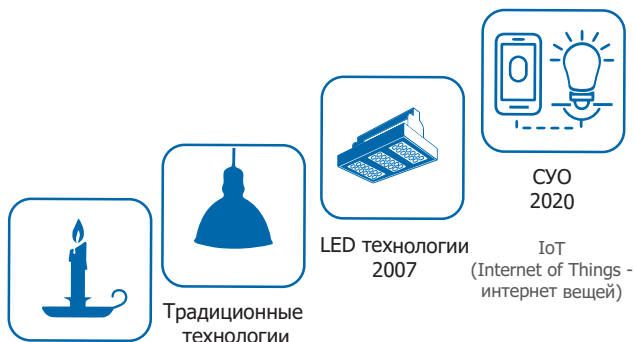 СУО
2020
LED технологии
2007
IoT
(Internet of Things -
интернет вещей)
Традиционные
технологии